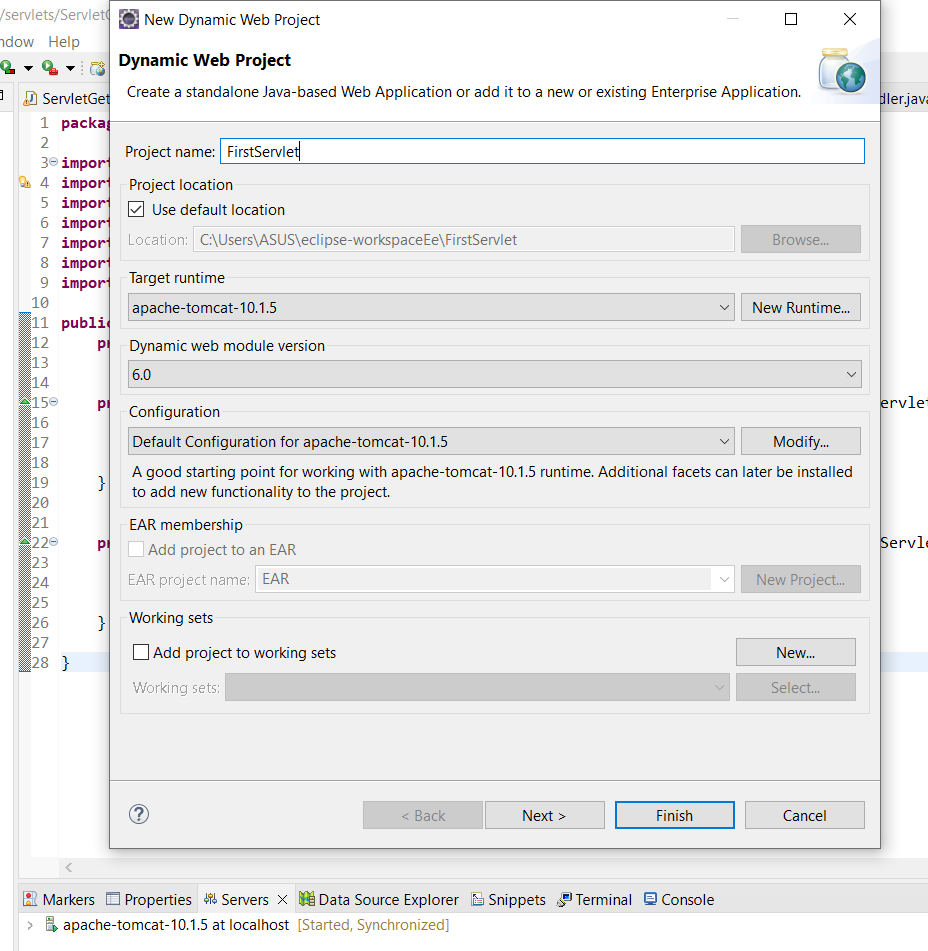 /servlets/Servlet
New Dynamic Web Project
ndow Help
Dynamic Web Project
Create a standalone Java-based Web Application or add it to a new or existing Enterprise Application.
ServletGet
dler.java
1 packag
2
3 import
4 import
5 import
6 import
7 import
8 import
9 import
10
11 public
12 pr
13
14
15 pr ervlet
16
17
18
19 }
20
21
22 pr Servle
23
24
25
26 }
27
28 }
Project name: FirstServlet
Project location
Use default location
Location: C:\Users\ASUS\eclipse-workspaceEe\FirstServlet Browse...
Target runtime
apache-tomcat-10.1.5 New Runtime...
Dynamic web module version
6.0
Configuration
Default Configuration for apache-tomcat-10.1.5 Modify...
A good starting point for working with apache-tomcat-10.1.5 runtime. Additional facets can later be installed
to add new functionality to the project.
EAR membership
Add project to an EAR
EAR project name: EAR New Project...
Working sets
Add project to working sets New...
Working sets: Select...
? < Back Next > Finish Cancel
Markers Properties Servers Data Source Explorer Snippets Terminal Console
apache-tomcat-10.1.5 at localhost [Started, Synchronized]